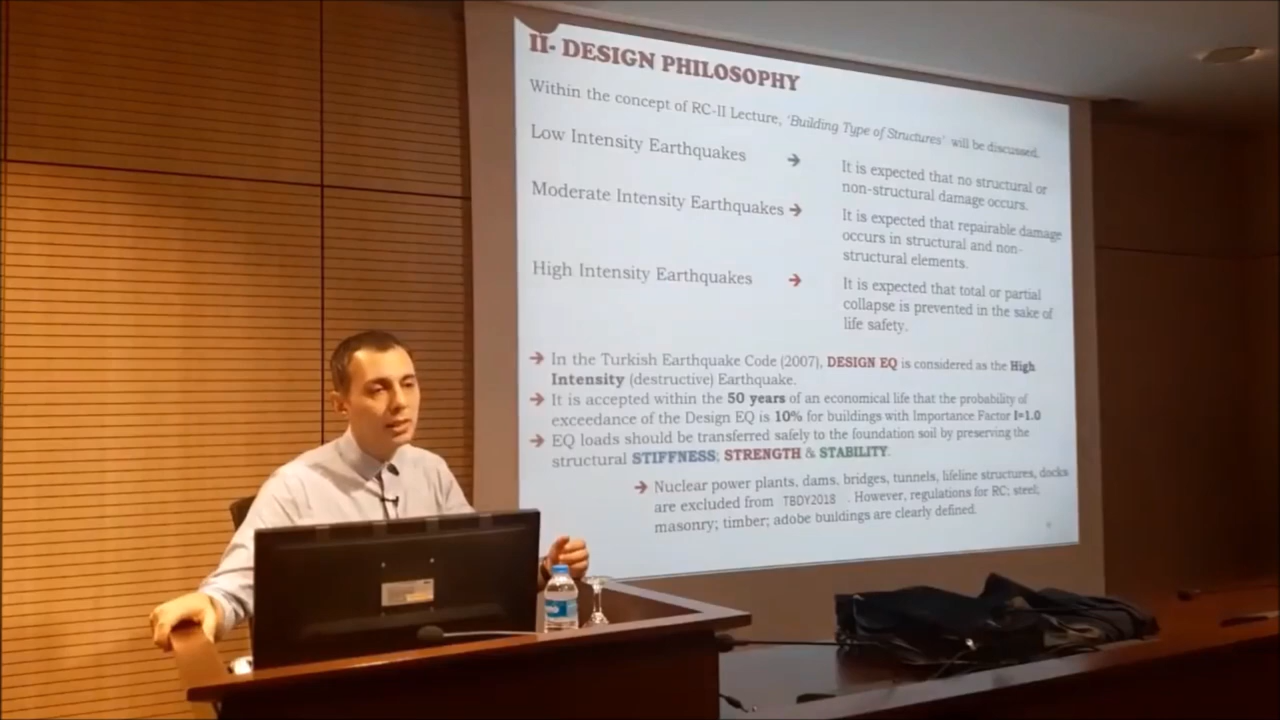 II- DESIGN PHILOSOPHY
Within the concept of RC-II Lecture, 'Building Type of Structures' will be discussed.
Low Intensity Earthquakes → It is expected that no structural or
non-structural damage occurs.
Moderate Intensity Earthquakes → It is expected that repairable damage
occurs in structural and non-
structural elements.
High Intensity Earthquakes → It is expected that total or partial
collapse is prevented in the sake of
life safety.
→ In the Turkish Earthquake Code (2007), DESIGN EQ is considered as the High
Intensity (destructive) Earthquake.
→ It is accepted within the 50 years of an economical life that the probability of
exceedance of the Design EQ is 10% for buildings with Importance Factor I=1.0
→ EQ loads should be transferred safely to the foundation soil by preserving the
structural STIFFNESS; STRENGTH & STABILITY.
→ Nuclear power plants, dams, bridges, tunnels, lifeline structures, docks
are excluded from TBDY2018 . However, regulations for RC; steel;
masonry; timber; adobe buildings are clearly defined.